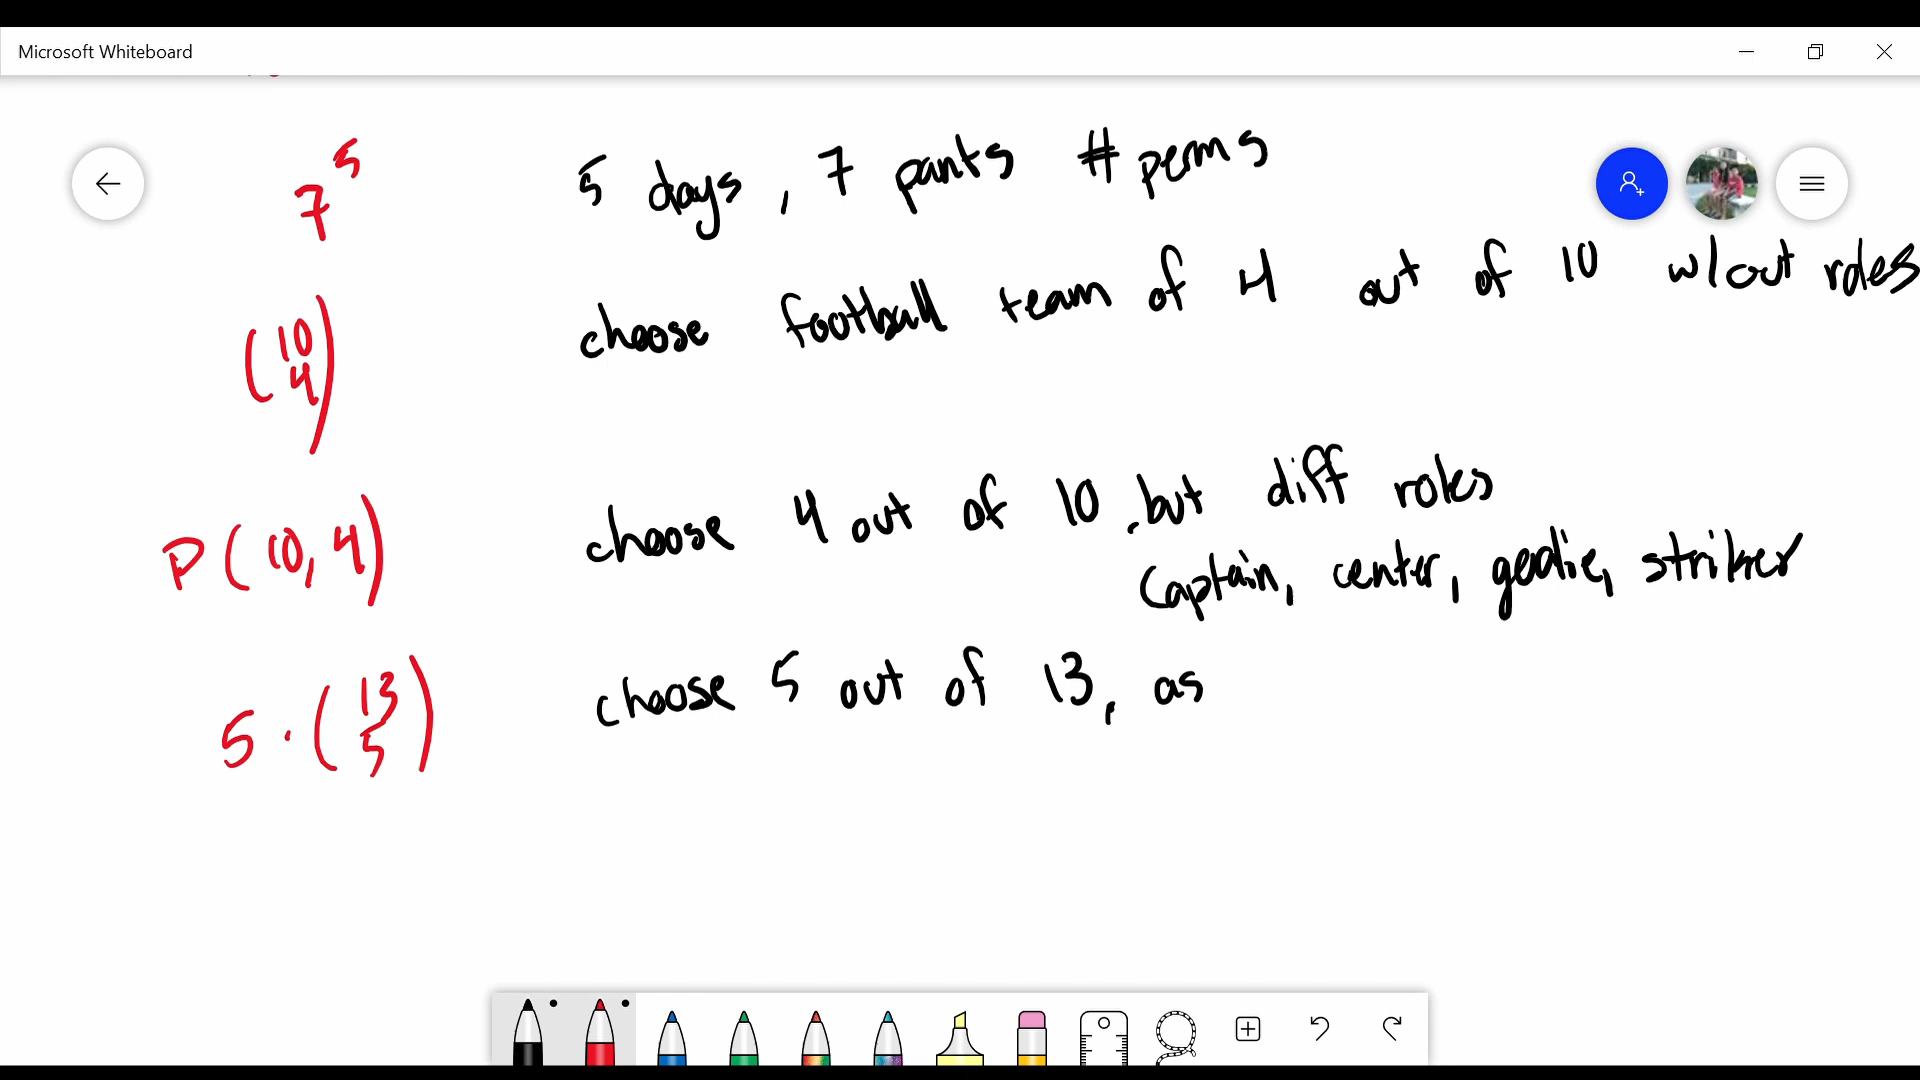 Microsoft Whiteboard
7^5 5 days, 7 pants # perms
(10 4) choose football team of 4 out of 10 w/out roles
P(10,4) choose 4 out of 10, but diff roles
Captain, center, goalie, striker
5 · (13 5) choose 5 out of 13, as